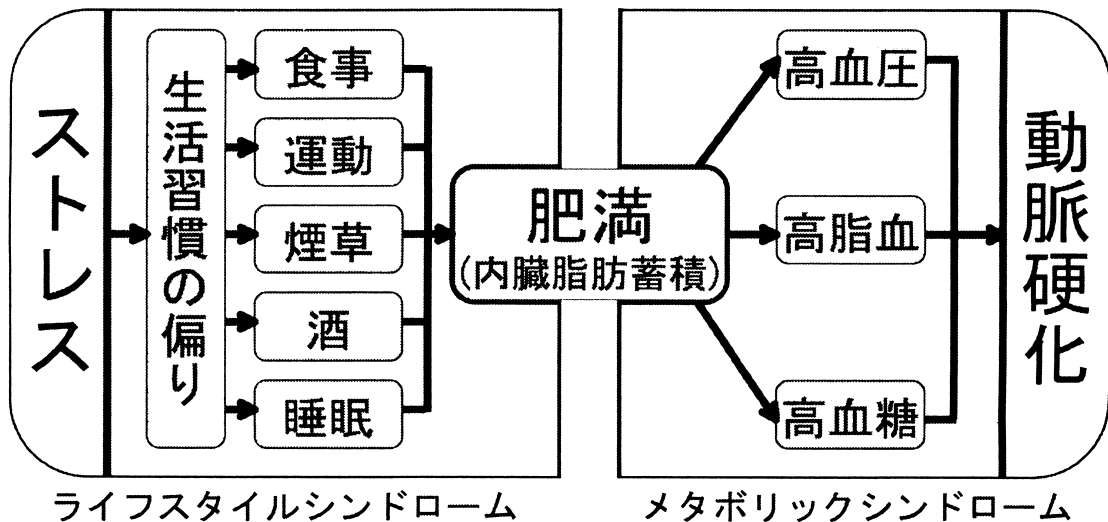 ストレス
生活習慣の偏り
食事
運動
煙草
酒
睡眠
肥満
(内臓脂肪蓄積)
高血圧
高脂血
高血糖
動脈硬化
ライフスタイルシンドローム
メタボリックシンドローム